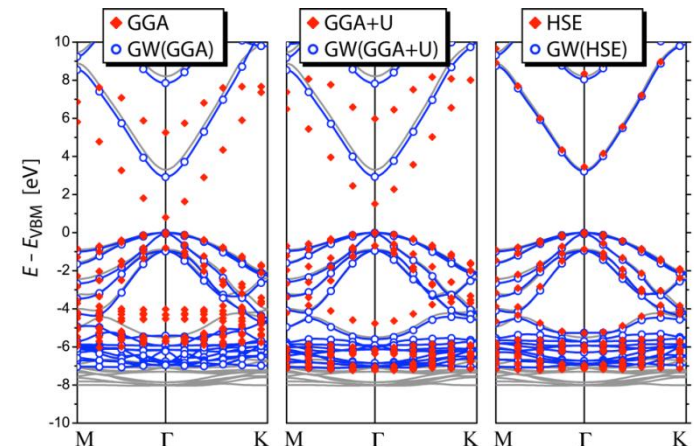 GGA
GW(GGA)
GGA+U
GW(GGA+U)
HSE
GW(HSE)
E - E_VBM [eV]
10
8
6
4
2
0
-2
-4
-6
-8
-10
M Γ K
M Γ K
M Γ K